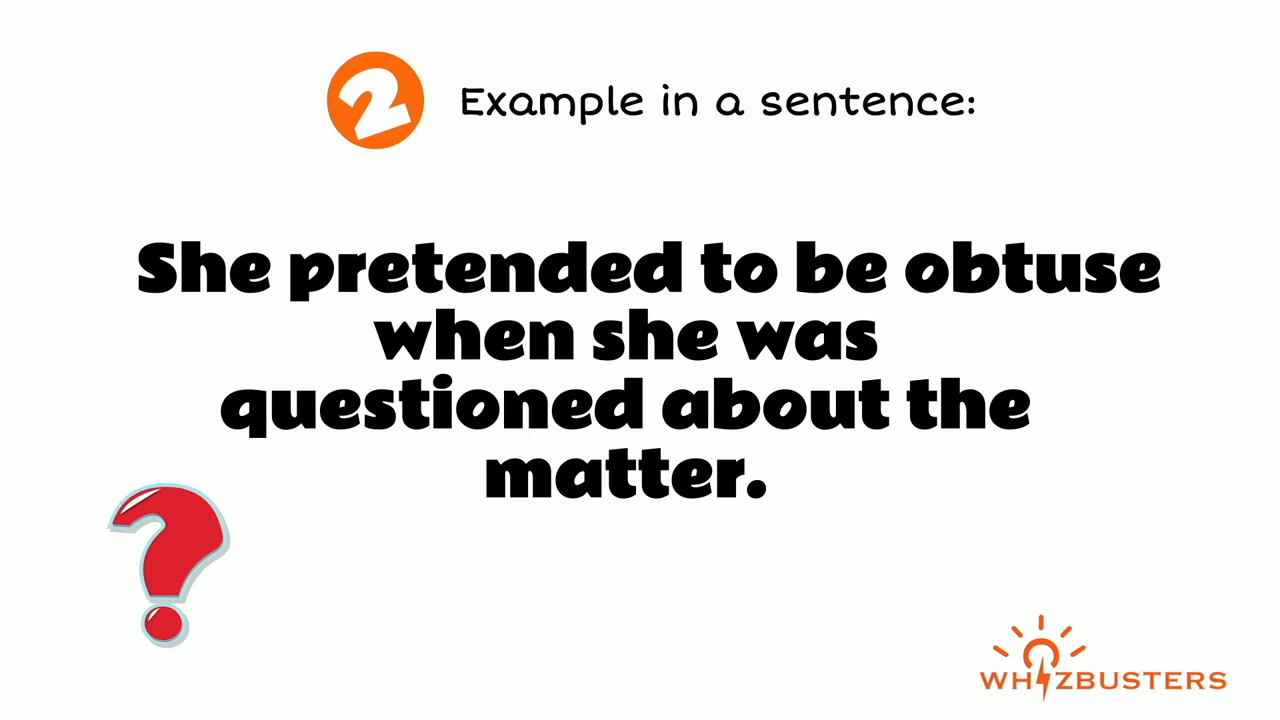 2 Example in a sentence:
She pretended to be obtuse
when she was
questioned about the
matter.
?
WHIZBUSTERS